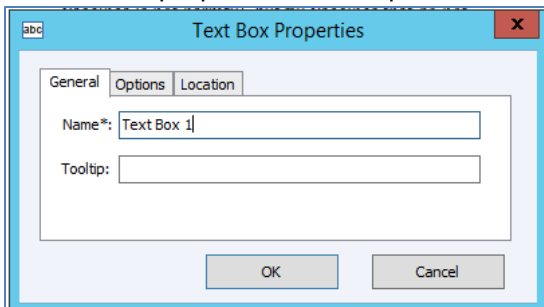 abc Text Box Properties x
General Options Location
Name*: Text Box 1
Tooltip:
OK Cancel